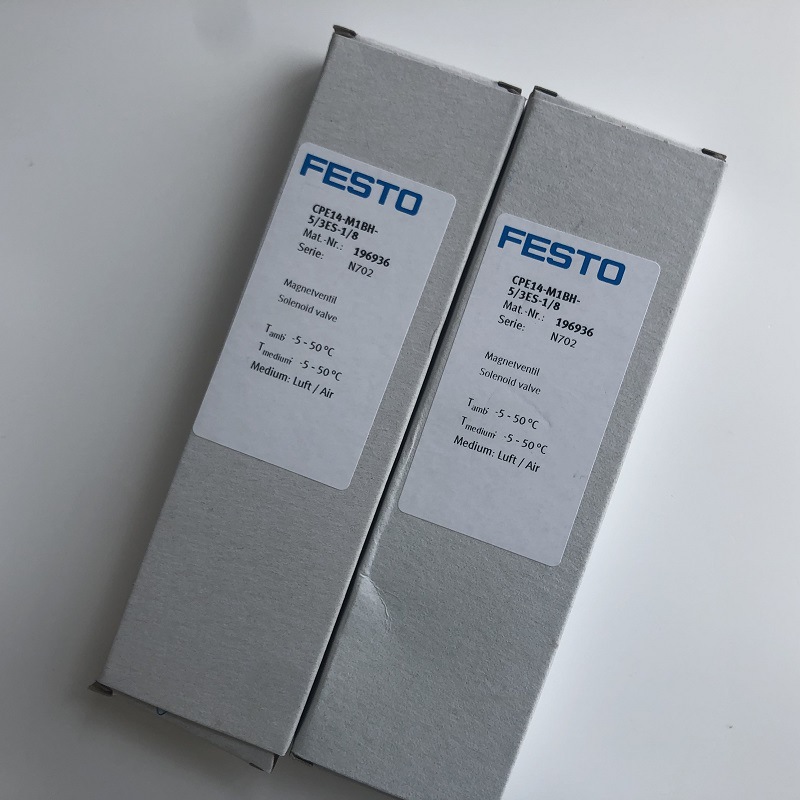 FESTO
CPE14-M1BH-
5/3ES-1/8
Mat.-Nr.: 196936
Serie: N702
Magnetventil
Solenoid valve
Tamb. -5 - 50 °C
Tmedium. -5 - 50 °C
Medium: Luft / Air
FESTO
CPE14-M1BH-
5/3ES-1/8
Mat.-Nr.: 196936
Serie: N702
Magnetventil
Solenoid valve
Tamb. -5 - 50 °C
Tmedium. -5 - 50 °C
Medium: Luft / Air